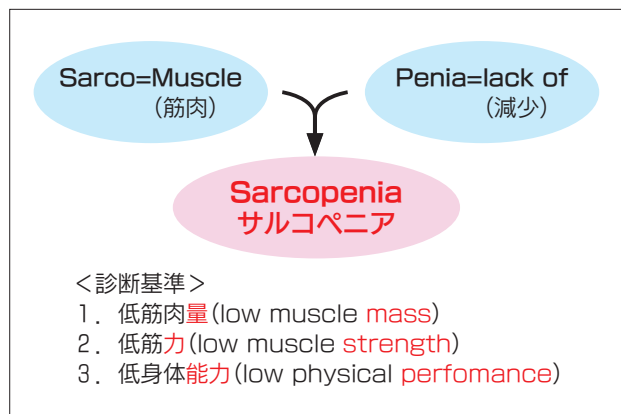 Sarco=Muscle
(筋肉)
Penia=lack of
(減少)
Sarcopenia
サルコペニア
＜診断基準＞
1．低筋肉量(low muscle mass)
2．低筋力(low muscle strength)
3．低身体能力(low physical perfomance)